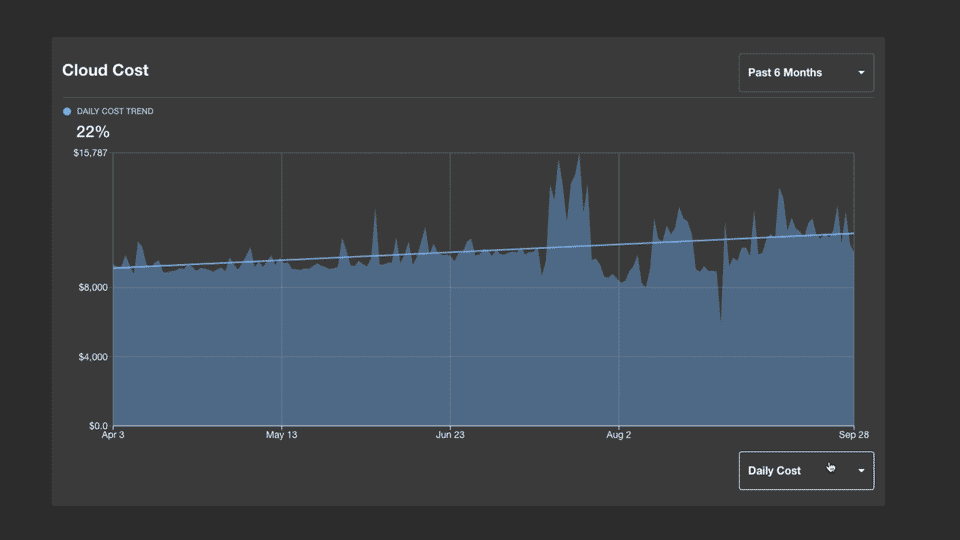 Cloud Cost
Past 6 Months
DAILY COST TREND
22%
$15,787
$8,000
$4,000
$0.0
Apr 3
May 13
Jun 23
Aug 2
Sep 28
Daily Cost